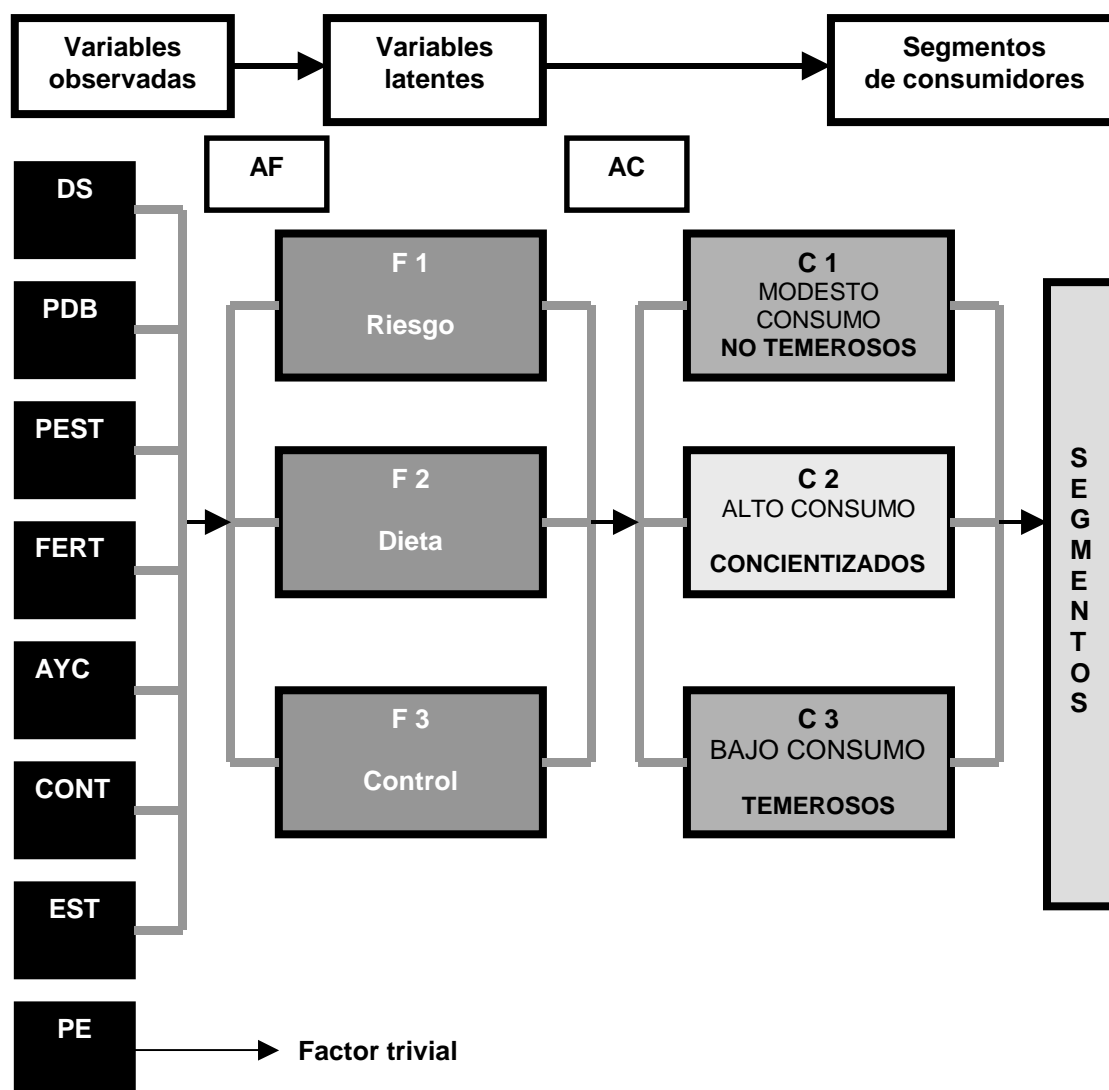 Variables
observadas
Variables
latentes
Segmentos
de consumidores
AF
AC
DS
PDB
PEST
FERT
AYC
CONT
EST
PE
F 1
Riesgo
F 2
Dieta
F 3
Control
C 1
MODESTO
CONSUMO
NO TEMEROSOS
C 2
ALTO CONSUMO
CONCIENTIZADOS
C 3
BAJO CONSUMO
TEMEROSOS
S
E
G
M
E
N
T
O
S
Factor trivial